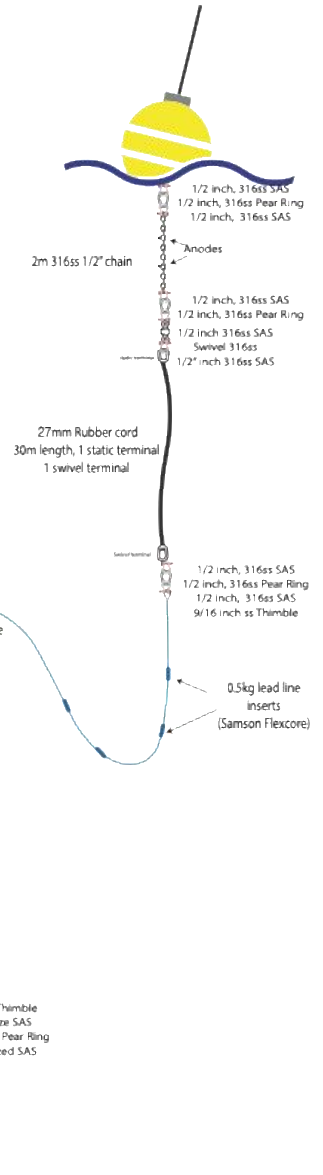 1/2 inch, 316ss SAS
1/2 inch, 316ss Pear Ring
1/2 inch, 316ss SAS
Anodes
2m 316ss 1/2" chain
1/2 inch, 316ss SAS
1/2 inch, 316ss Pear Ring
1/2 inch 316ss SAS
Swivel 316ss
1/2" inch 316ss SAS
27mm Rubber cord
30m length, 1 static terminal
1 swivel terminal
1/2 inch, 316ss SAS
1/2 inch, 316ss Pear Ring
1/2 inch, 316ss SAS
9/16 inch ss Thimble
0.5kg lead line
inserts
(Samson Flexcore)
Thimble
ze SAS
Pear Ring
ed SAS